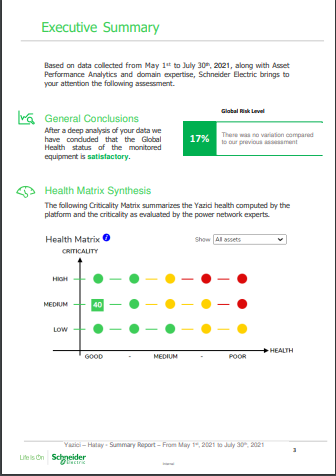 Executive Summary
Based on data collected from May 1st to July 30th, 2021, along with Asset
Performance Analytics and domain expertise, Schneider Electric brings to
your attention the following assessment.
Global Risk Level
General Conclusions
After a deep analysis of your data we
have concluded that the Global
Health status of the monitored
equipment is satisfactory.
17%
There was no variation compared
to our previous assessment
Health Matrix Synthesis
The following Criticality Matrix summarizes the Yazici health computed by the
platform and the criticality as evaluated by the power network experts.
Health Matrix i
Show All assets
CRITICALITY
HIGH
MEDIUM 40
LOW
HEALTH
GOOD - MEDIUM - POOR
Yazici – Hatay - Summary Report – From May 1st, 2021 to July 30th, 2021
3
Life Is On Schneider
Electric
Internal